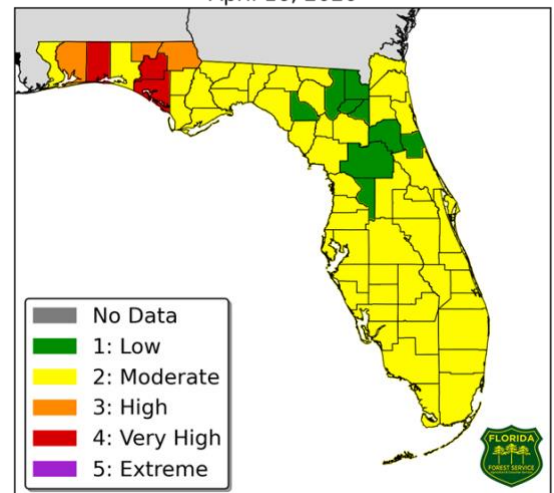 No Data
1: Low
2: Moderate
3: High
4: Very High
5: Extreme
FLORIDA
FOREST SERVICE